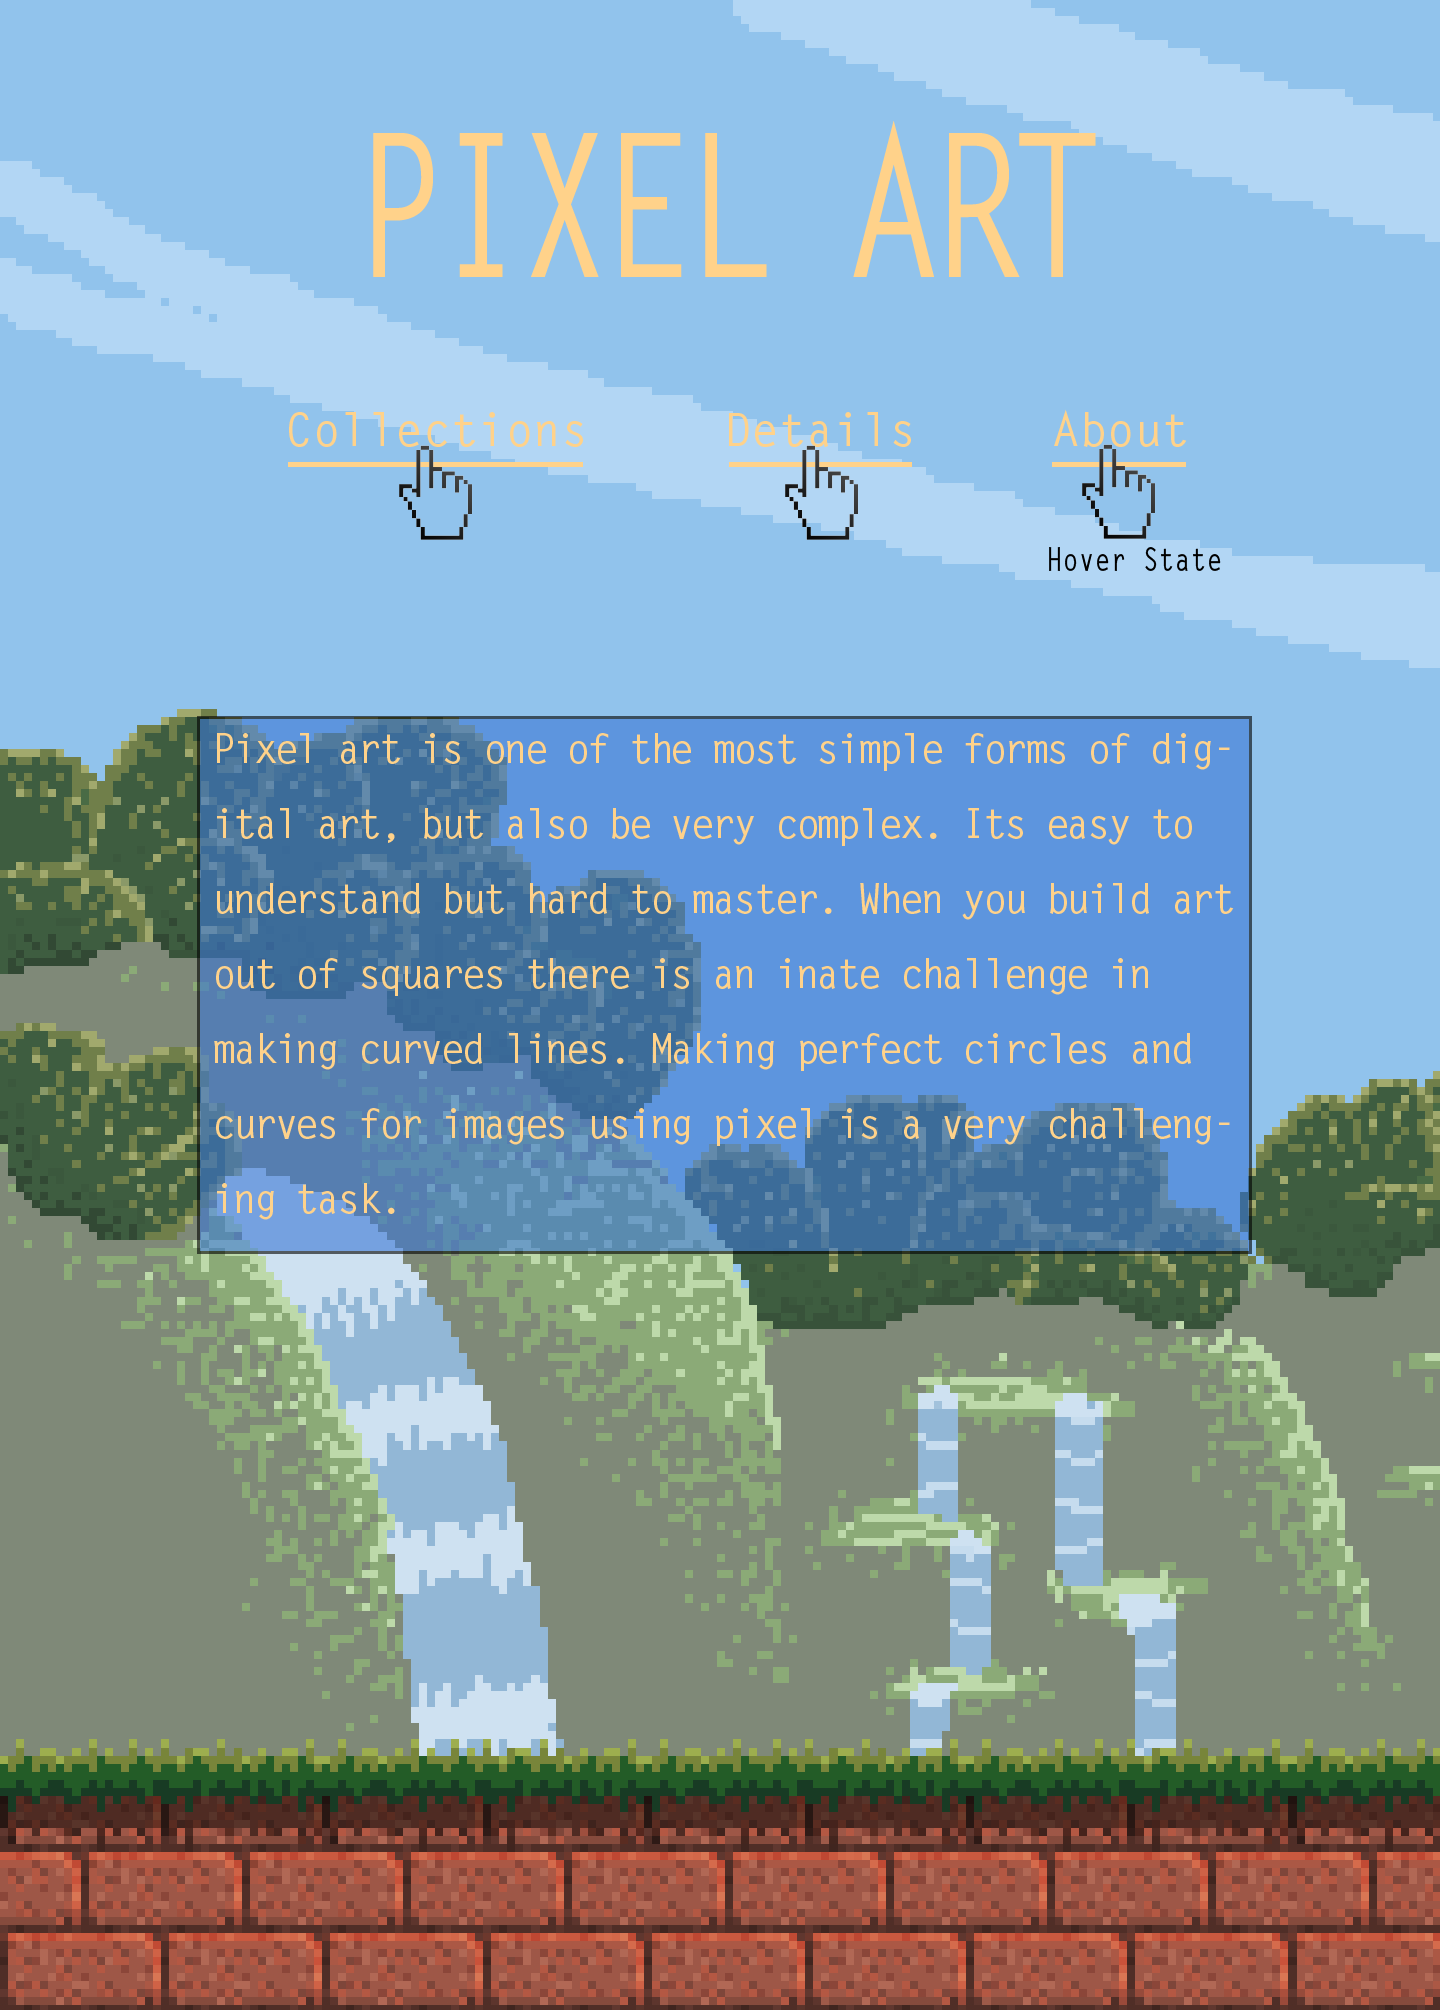 PIXEL ART
Collections Details About
Hover State
Pixel art is one of the most simple forms of dig-
ital art, but also be very complex. Its easy to
understand but hard to master. When you build art
out of squares there is an inate challenge in
making curved lines. Making perfect circles and
curves for images using pixel is a very challeng-
ing task.